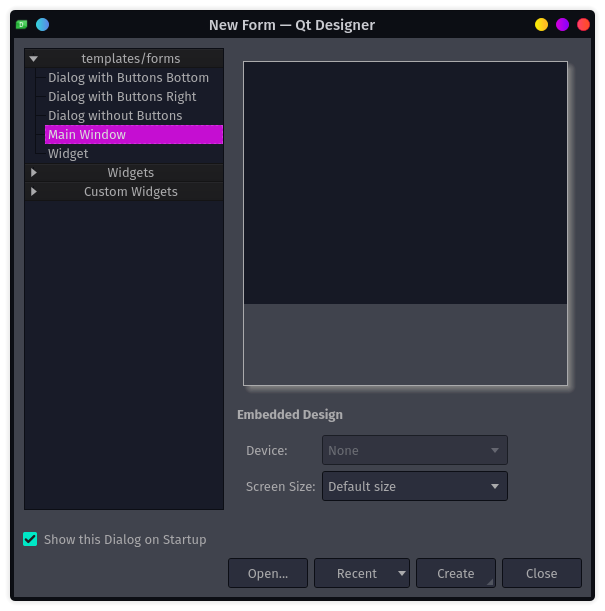 New Form — Qt Designer
templates/forms
Dialog with Buttons Bottom
Dialog with Buttons Right
Dialog without Buttons
Main Window
Widget
Widgets
Custom Widgets
Embedded Design
Device: None
Screen Size: Default size
Show this Dialog on Startup
Open... Recent Create Close